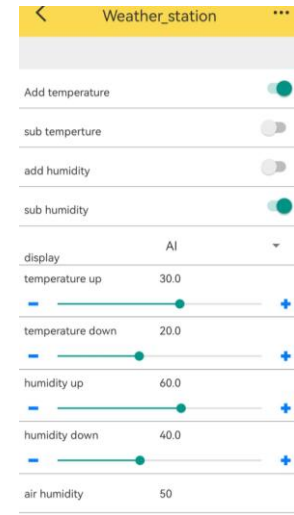 Weather_station
Add temperature
sub temperture
add humidity
sub humidity
display AI
temperature up 30.0
temperature down 20.0
humidity up 60.0
humidity down 40.0
air humidity 50